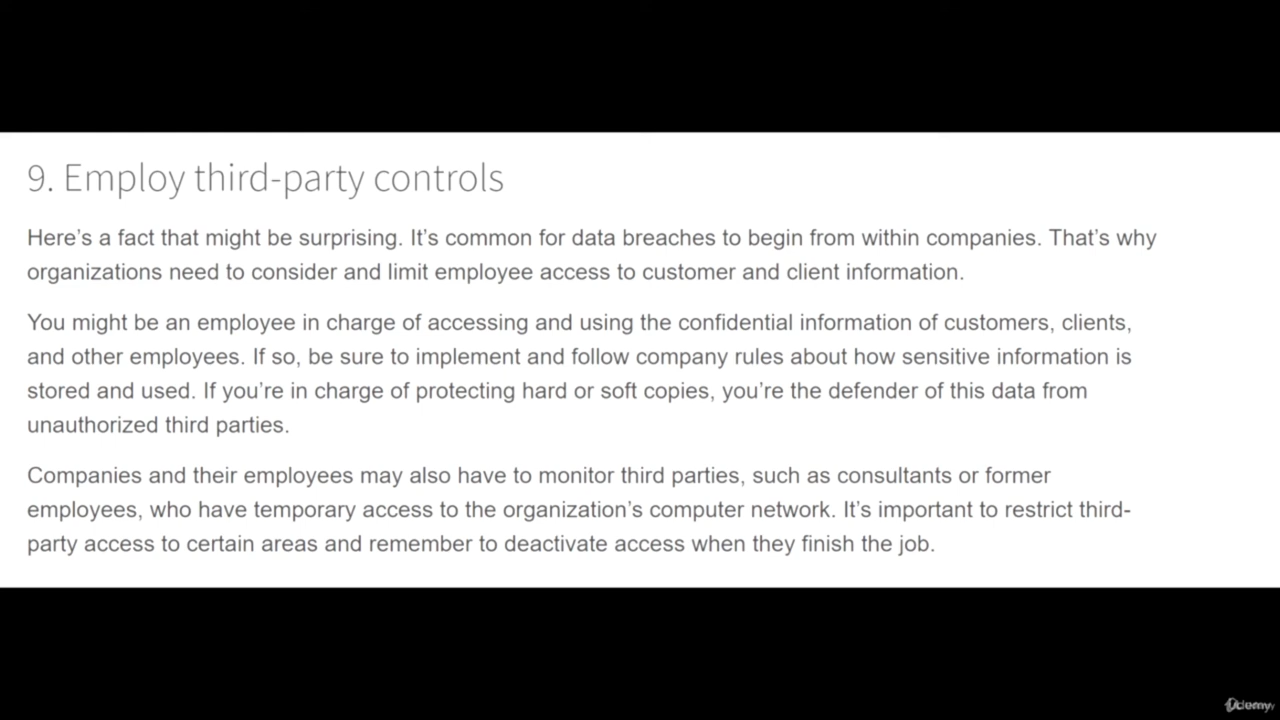 9. Employ third-party controls
Here’s a fact that might be surprising. It’s common for data breaches to begin from within companies. That’s why
organizations need to consider and limit employee access to customer and client information.
You might be an employee in charge of accessing and using the confidential information of customers, clients,
and other employees. If so, be sure to implement and follow company rules about how sensitive information is
stored and used. If you’re in charge of protecting hard or soft copies, you’re the defender of this data from
unauthorized third parties.
Companies and their employees may also have to monitor third parties, such as consultants or former
employees, who have temporary access to the organization’s computer network. It’s important to restrict third-
party access to certain areas and remember to deactivate access when they finish the job.
Udemy